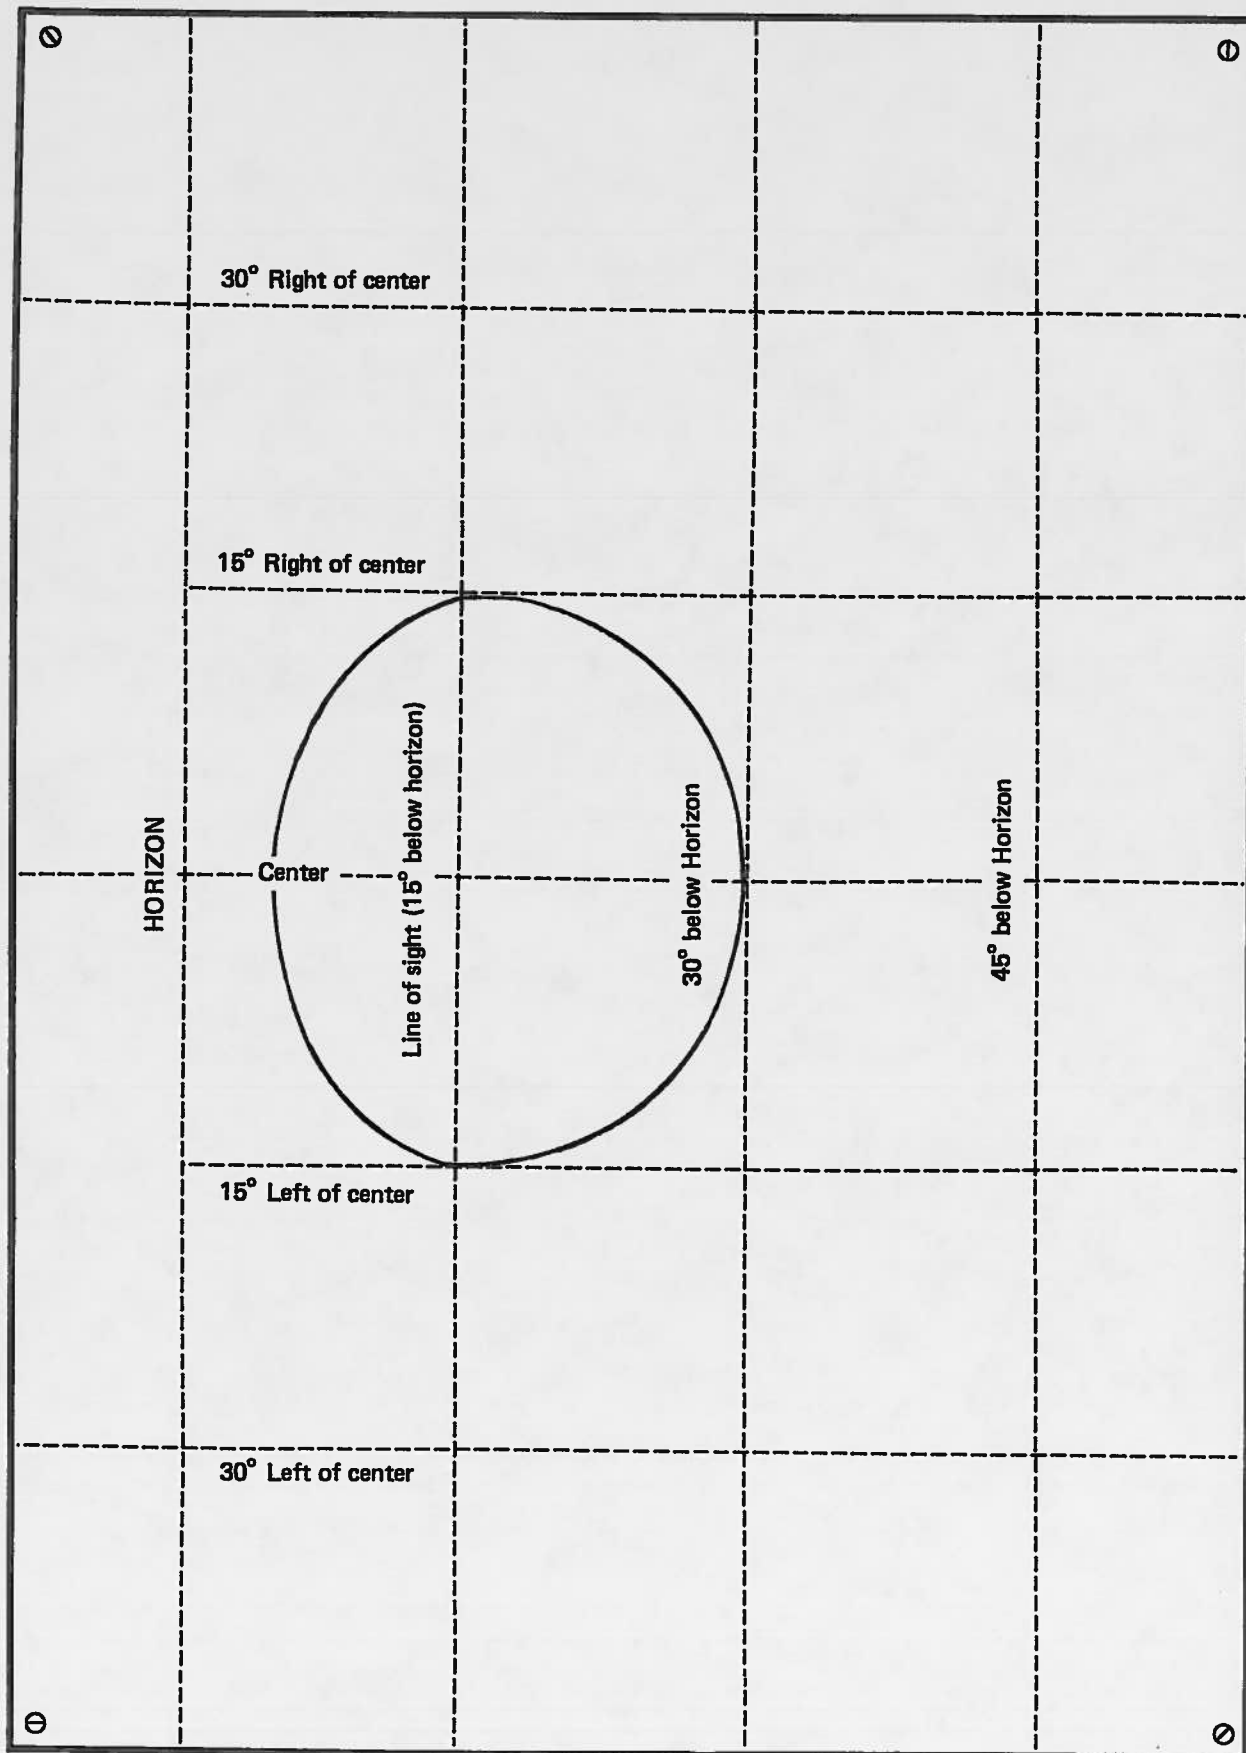 30° Right of center
15° Right of center
HORIZON
Center
Line of sight (15° below horizon)
30° below Horizon
45° below Horizon
15° Left of center
30° Left of center